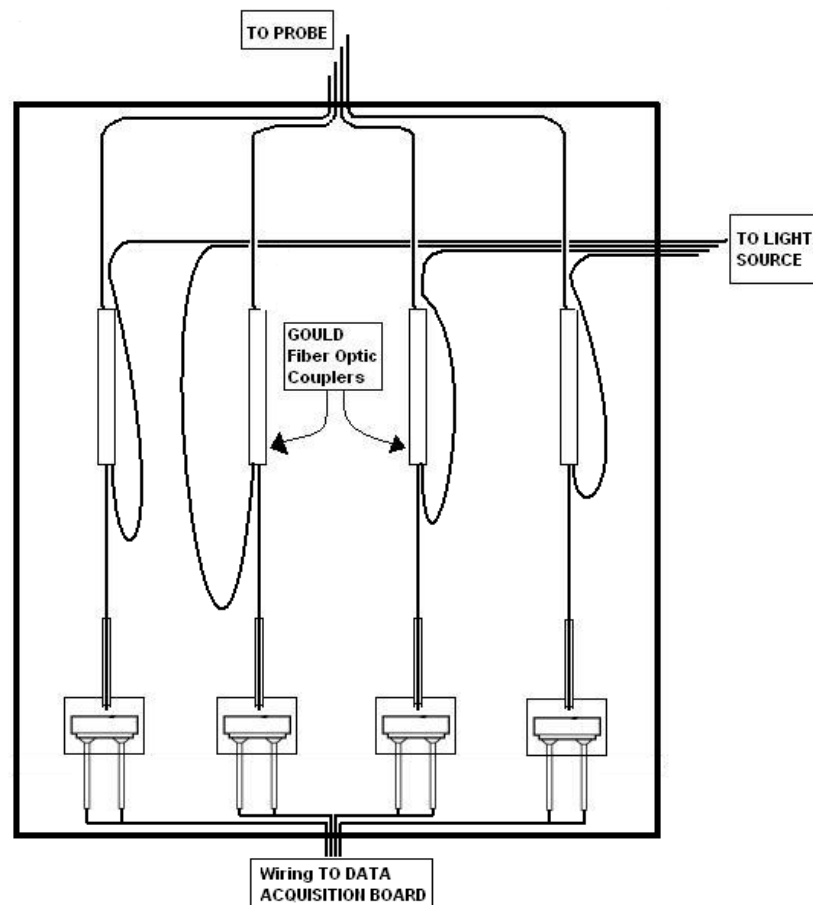 TO PROBE
TO LIGHT
SOURCE
GOULD
Fiber Optic
Couplers
Wiring TO DATA
ACQUISITION BOARD